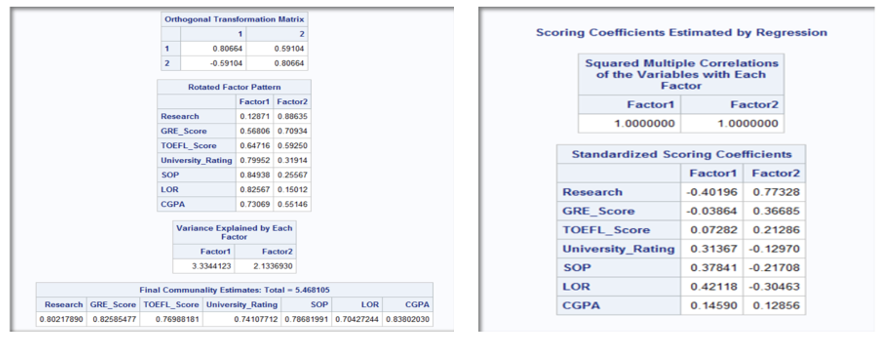 Orthogonal Transformation Matrix
1 2
1 0.80664 0.59104
2 -0.59104 0.80664
Rotated Factor Pattern
Factor1 Factor2
Research 0.12871 0.88635
GRE_Score 0.56806 0.70934
TOEFL_Score 0.64716 0.59250
University_Rating 0.79952 0.31914
SOP 0.84938 0.25567
LOR 0.82567 0.15012
CGPA 0.73069 0.55146
Variance Explained by Each
Factor
Factor1 Factor2
3.3344123 2.1336930
Final Communality Estimates: Total = 5.468105
Research GRE_Score TOEFL_Score University_Rating SOP LOR CGPA
0.80217890 0.82585477 0.76988181 0.74107712 0.78681991 0.70427244 0.83802030
Scoring Coefficients Estimated by Regression
Squared Multiple Correlations
of the Variables with Each
Factor
Factor1 Factor2
1.0000000 1.0000000
Standardized Scoring Coefficients
Factor1 Factor2
Research -0.40196 0.77328
GRE_Score -0.03864 0.36685
TOEFL_Score 0.07282 0.21286
University_Rating 0.31367 -0.12970
SOP 0.37841 -0.21708
LOR 0.42118 -0.30463
CGPA 0.14590 0.12856